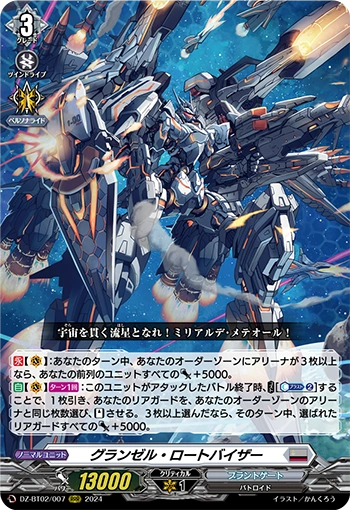 3
グレード
ツインドライブ
ペルソナライド
宇宙を貫く流星となれ!ミリアルデ・メテオール!
永【R】:あなたのターン中、あなたのオーダーゾーンにアリーナが3枚以上
なら、あなたの前列のユニットすべての+5000。
自【V】ターン1回:このユニットがアタックしたバトル終了時、【コスト】【CB2】する
ことで、1枚引き、あなたのリアガードを、あなたのオーダーゾーンのアリー
ナと同じ枚数選び、【スタンド】させる。3枚以上選んだなら、そのターン中、選ばれた
リアガードすべての+5000。
ノーマルユニット
グランゼル・ロートバイザー
パワー 13000
クリティカル 1
ブラントゲート
バトロイド
DZ-BT02/007 RRR 2024
イラスト/かんくろう